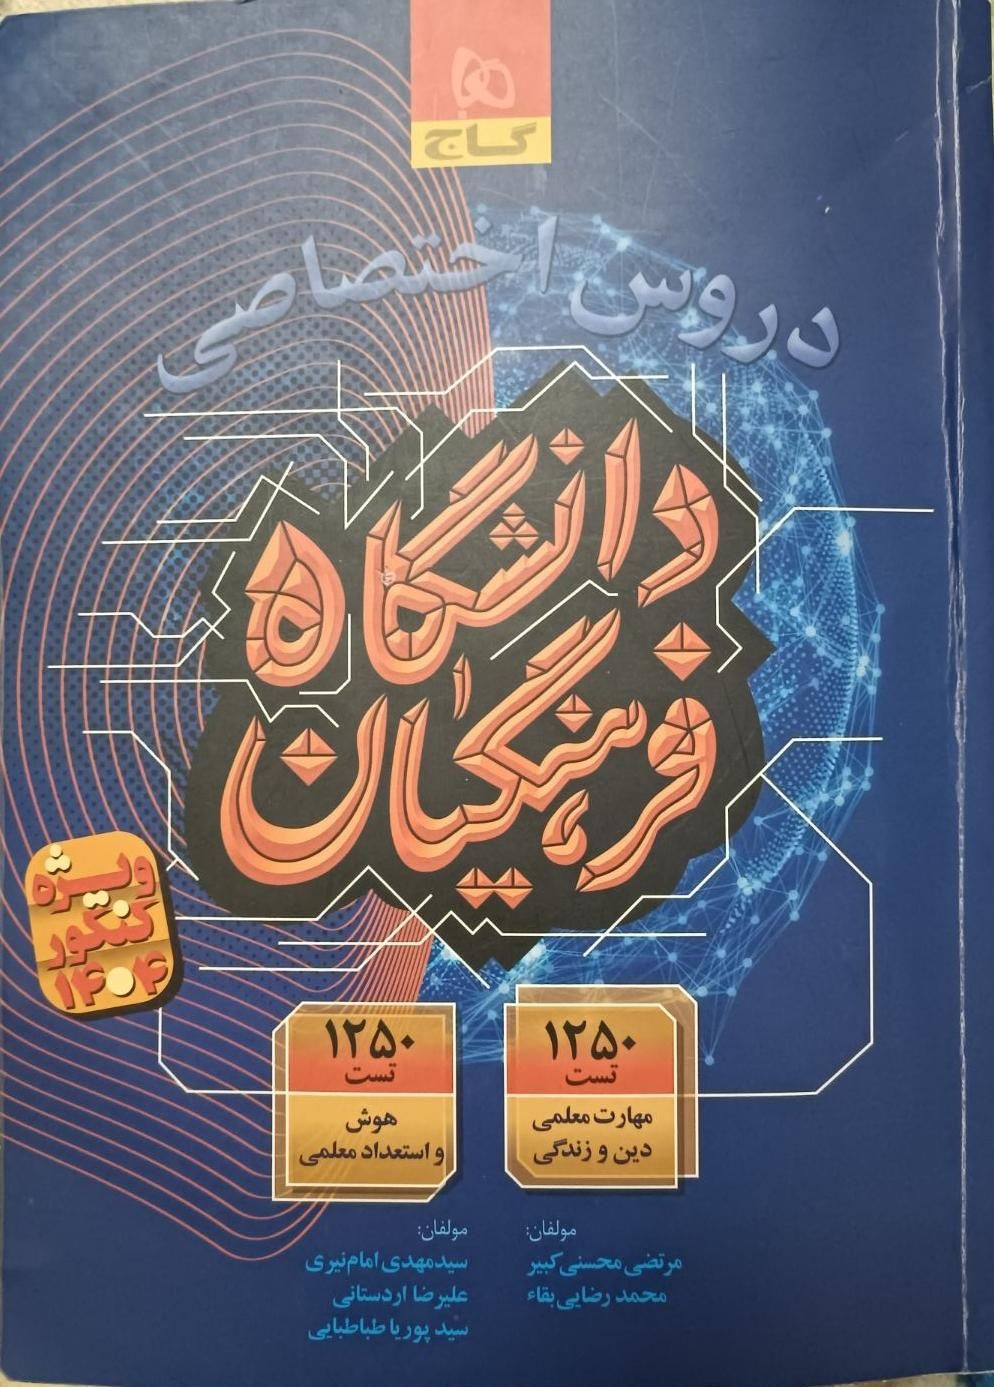 گاج
دروس اختصاصی
دانشگاه
فرهنگیان
ویژه
کنکور
۱۴۰۴
۱۲۵۰
تست
مهارت معلمی
دین و زندگی
۱۲۵۰
تست
هوش
و استعداد معلمی
مولفان:
مرتضی محسنی‌کبیر
محمد رضایی‌بقاء
مولفان:
سیدمهدی امام‌نیری
علیرضا اردستانی
سید پوریا طباطبایی